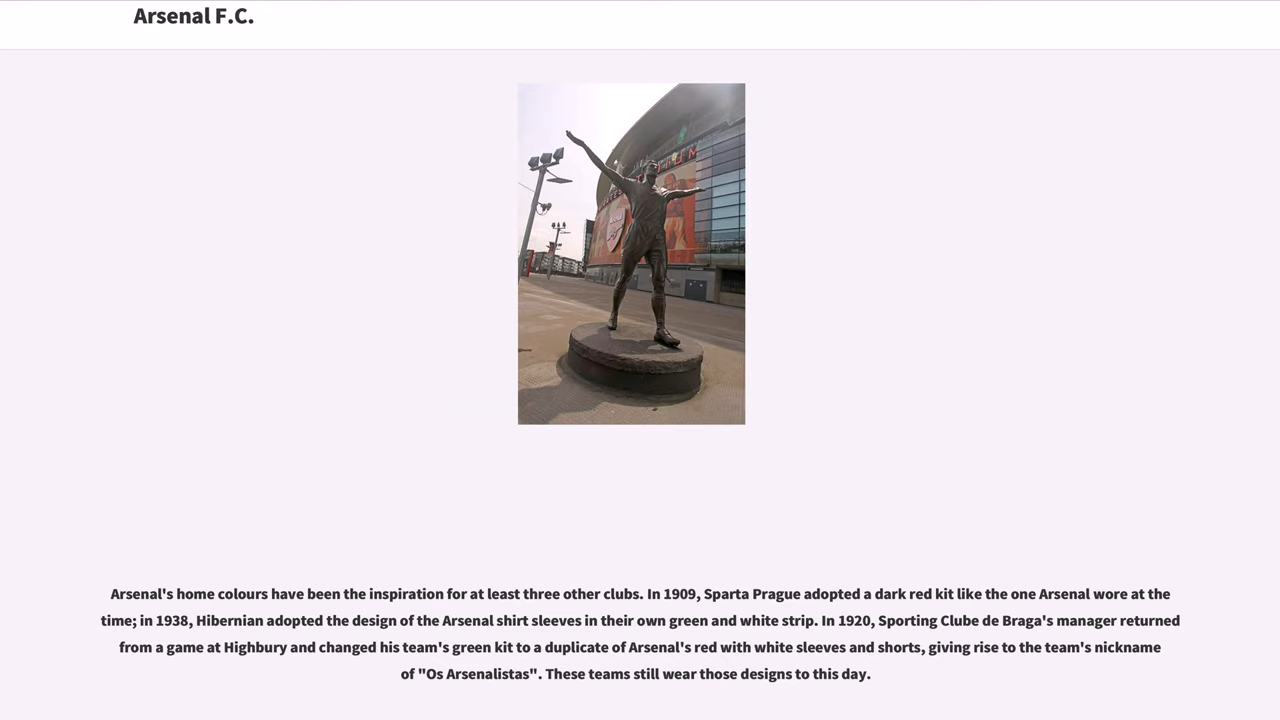 Arsenal F.C.
Arsenal's home colours have been the inspiration for at least three other clubs. In 1909, Sparta Prague adopted a dark red kit like the one Arsenal wore at the
time; in 1938, Hibernian adopted the design of the Arsenal shirt sleeves in their own green and white strip. In 1920, Sporting Clube de Braga's manager returned
from a game at Highbury and changed his team's green kit to a duplicate of Arsenal's red with white sleeves and shorts, giving rise to the team's nickname
of "Os Arsenalistas". These teams still wear those designs to this day.